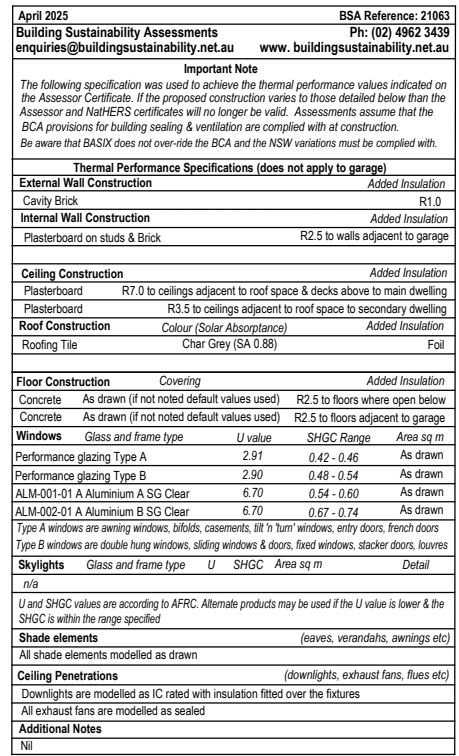 April 2025 BSA Reference: 21063
Building Sustainability Assessments Ph: (02) 4962 3439
enquiries@buildingsustainability.net.au www. buildingsustainability.net.au
Important Note
The following specification was used to achieve the thermal performance values indicated on
the Assessor Certificate. If the proposed construction varies to those detailed below than the
Assessor and NatHERS certificates will no longer be valid. Assessments assume that the
BCA provisions for building sealing & ventilation are complied with at construction.
Be aware that BASIX does not over-ride the BCA and the NSW variations must be complied with.
Thermal Performance Specifications (does not apply to garage)
External Wall Construction Added Insulation
Cavity Brick R1.0
Internal Wall Construction Added Insulation
Plasterboard on studs & Brick R2.5 to walls adjacent to garage
Ceiling Construction Added Insulation
Plasterboard R7.0 to ceilings adjacent to roof space & decks above to main dwelling
Plasterboard R3.5 to ceilings adjacent to roof space to secondary dwelling
Roof Construction Colour (Solar Absorptance) Added Insulation
Roofing Tile Char Grey (SA 0.88) Foil
Floor Construction Covering Added Insulation
Concrete As drawn (if not noted default values used) R2.5 to floors where open below
Concrete As drawn (if not noted default values used) R2.5 to floors adjacent to garage
Windows Glass and frame type U value SHGC Range Area sq m
Performance glazing Type A 2.91 0.42 - 0.46 As drawn
Performance glazing Type B 2.90 0.48 - 0.54 As drawn
ALM-001-01 A Aluminium A SG Clear 6.70 0.54 - 0.60 As drawn
ALM-002-01 A Aluminium B SG Clear 6.70 0.67 - 0.74 As drawn
Type A windows are awning windows, bifolds, casements, tilt 'n 'turn' windows, entry doors, french doors
Type B windows are double hung windows, sliding windows & doors, fixed windows, stacker doors, louvres
Skylights Glass and frame type U SHGC Area sq m Detail
n/a
U and SHGC values are according to AFRC. Alternate products may be used if the U value is lower & the
SHGC is within the range specified
Shade elements (eaves, verandahs, awnings etc)
All shade elements modelled as drawn
Ceiling Penetrations (downlights, exhaust fans, flues etc)
Downlights are modelled as IC rated with insulation fitted over the fixtures
All exhaust fans are modelled as sealed
Additional Notes
Nil